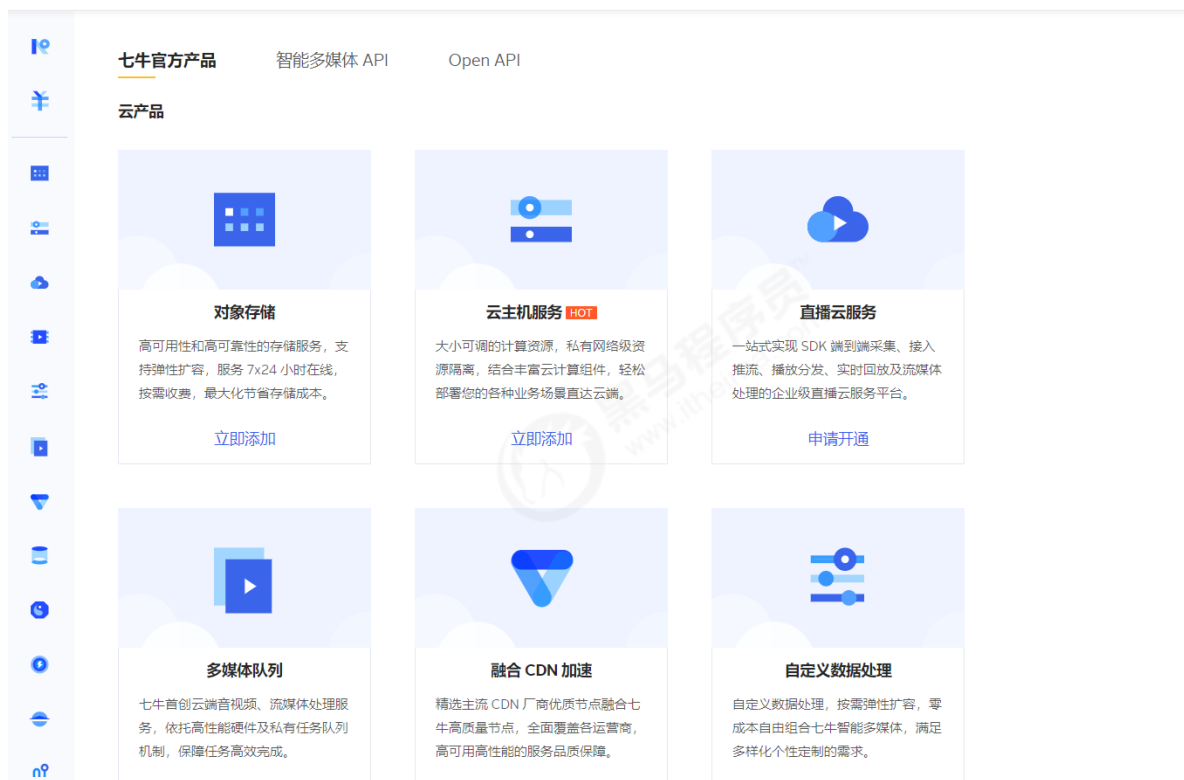 七牛官方产品
智能多媒体 API
Open API
云产品
对象存储
高可用性和高可靠性的存储服务，支
持弹性扩容，服务 7x24 小时在线，
按需收费，最大化节省存储成本。
立即添加
云主机服务 HOT
大小可调的计算资源，私有网络级资
源隔离，结合丰富云计算组件，轻松
部署您的各种业务场景直达云端。
立即添加
直播云服务
一站式实现 SDK 端到端采集、接入
推流、播放分发、实时回放及流媒体
处理的企业级直播云服务平台。
申请开通
多媒体队列
七牛首创云端音视频、流媒体处理服
务，依托高性能硬件及私有任务队列
机制，保障任务高效完成。
融合 CDN 加速
精选主流 CDN 厂商优质节点融合七
牛高质量节点，全面覆盖各运营商，
高可用高性能的服务品质保障。
自定义数据处理
自定义数据处理，按需弹性扩容，零
成本自由组合七牛智能多媒体，满足
多样化个性定制的需求。
黑马程序员